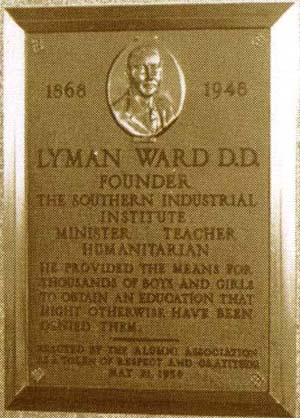 1868 1948
LYMAN WARD D.D.
FOUNDER
THE SOUTHERN INDUSTRIAL
INSTITUTE
MINISTER TEACHER
HUMANITARIAN
HE PROVIDED THE MEANS FOR
THOUSANDS OF BOYS AND GIRLS
TO OBTAIN AN EDUCATION THAT
MIGHT OTHERWISE HAVE BEEN
DENIED THEM.
ERECTED BY THE ALUMNI ASSOCIATION
AS A TOKEN OF RESPECT AND GRATITUDE
MAY 21, 1956